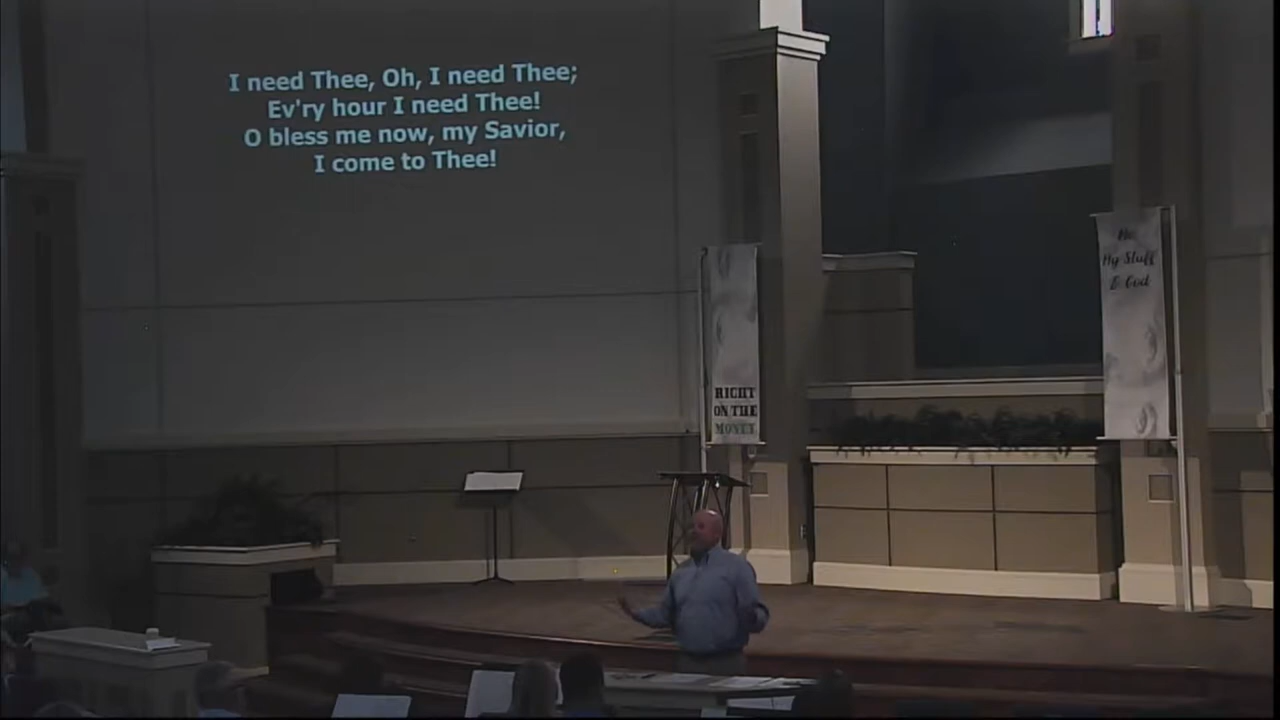 I need Thee, Oh, I need Thee;
Ev'ry hour I need Thee!
O bless me now, my Savior,
I come to Thee!
RIGHT
ON THE
MONEY
Me,
My Stuff
& God